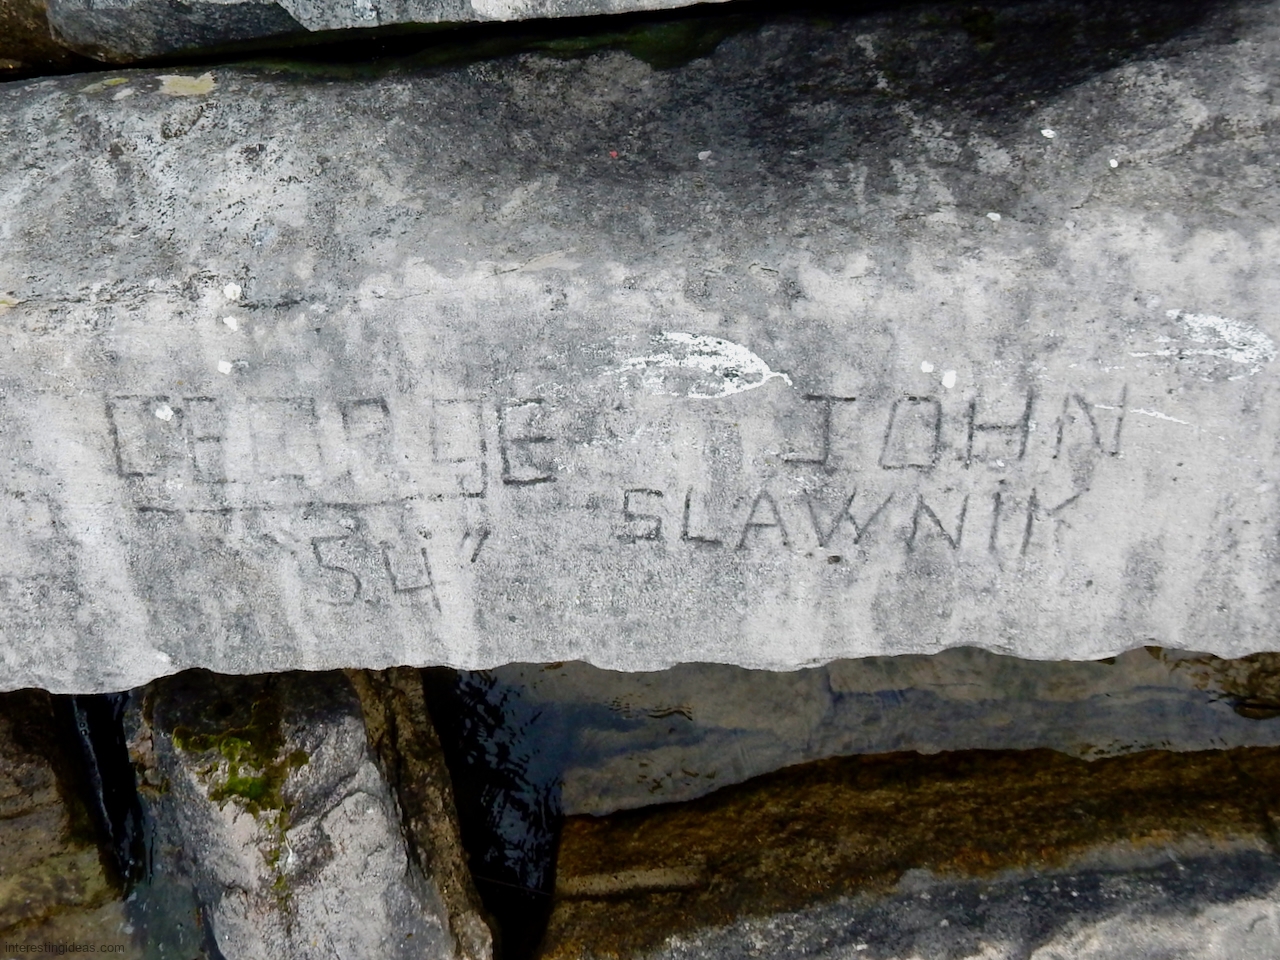 GEORGE
"54"
JOHN
SLAWNIK
interestingideas.com